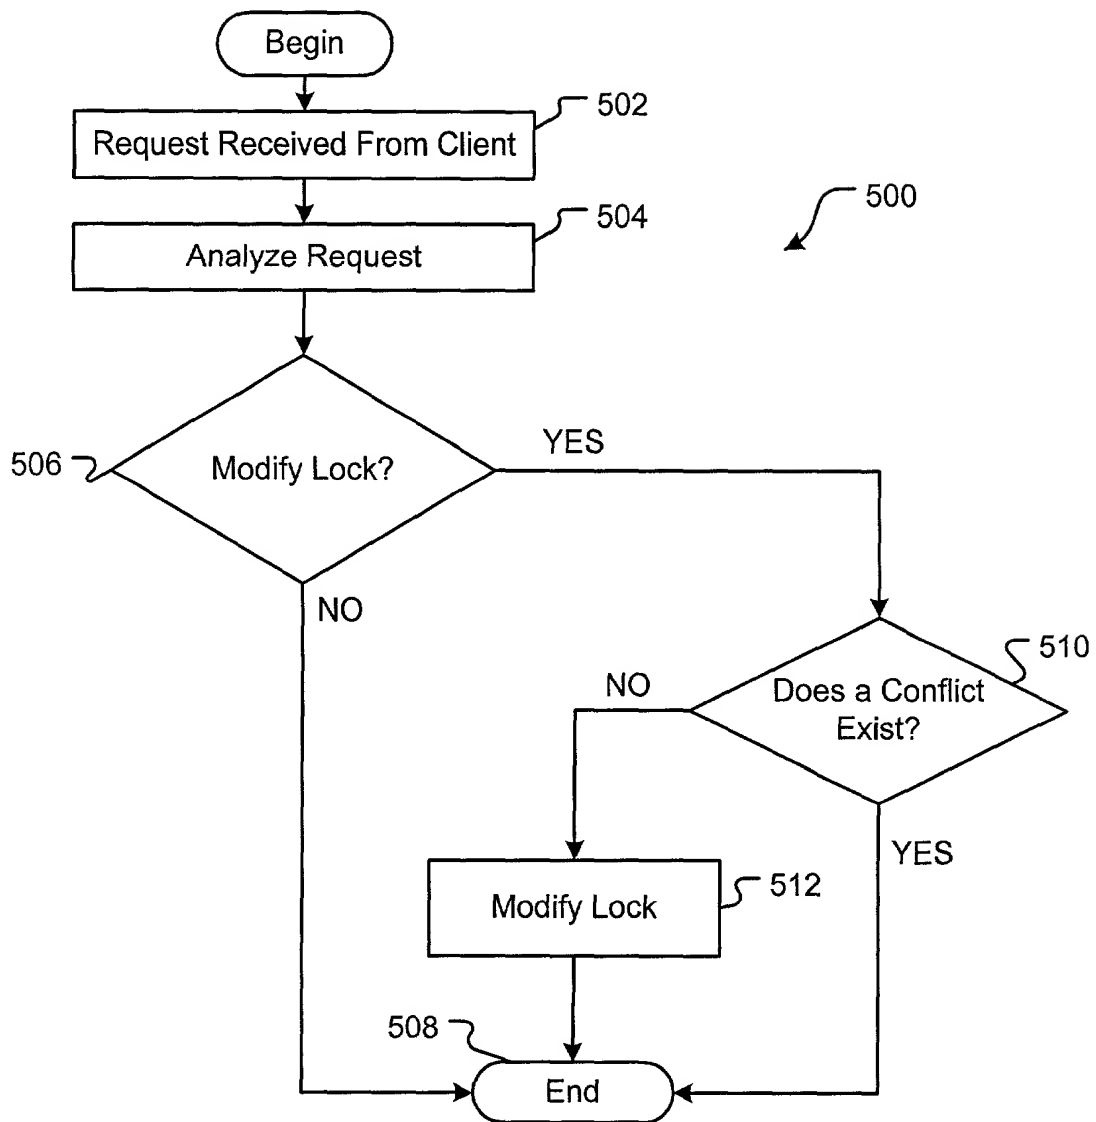 Begin
502
Request Received From Client
504
Analyze Request
500
506
Modify Lock?
YES
NO
510
Does a Conflict
Exist?
NO
YES
512
Modify Lock
508
End